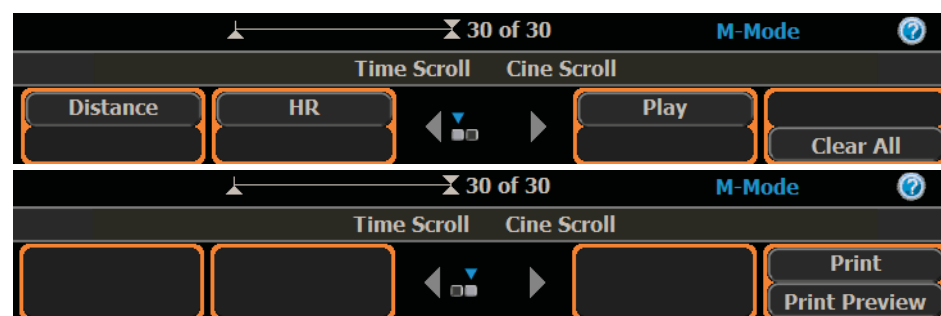 30 of 30 M-Mode ?
Time Scroll Cine Scroll
Distance HR Play
Clear All
30 of 30 M-Mode ?
Time Scroll Cine Scroll
Print
Print Preview